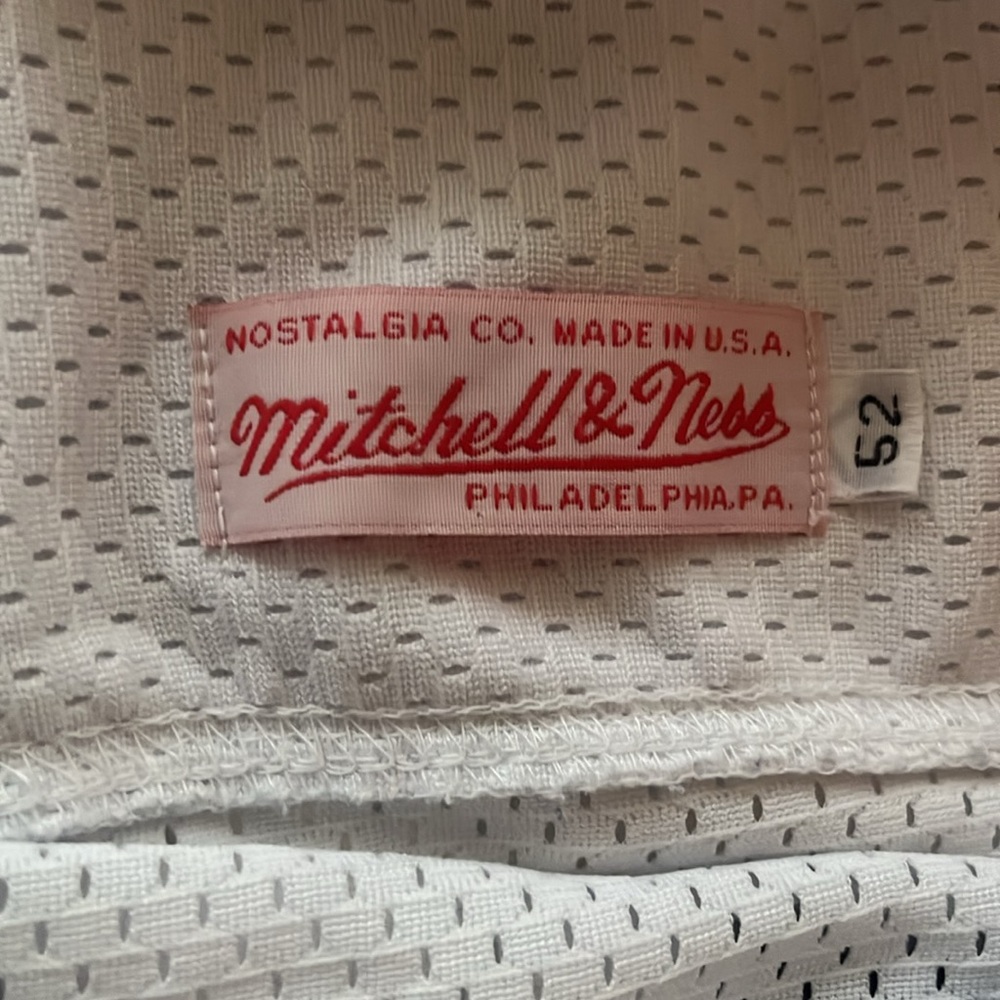 NOSTALGIA CO. MADE IN U.S.A.
Mitchell & Ness
PHILADELPHIA, PA.
52